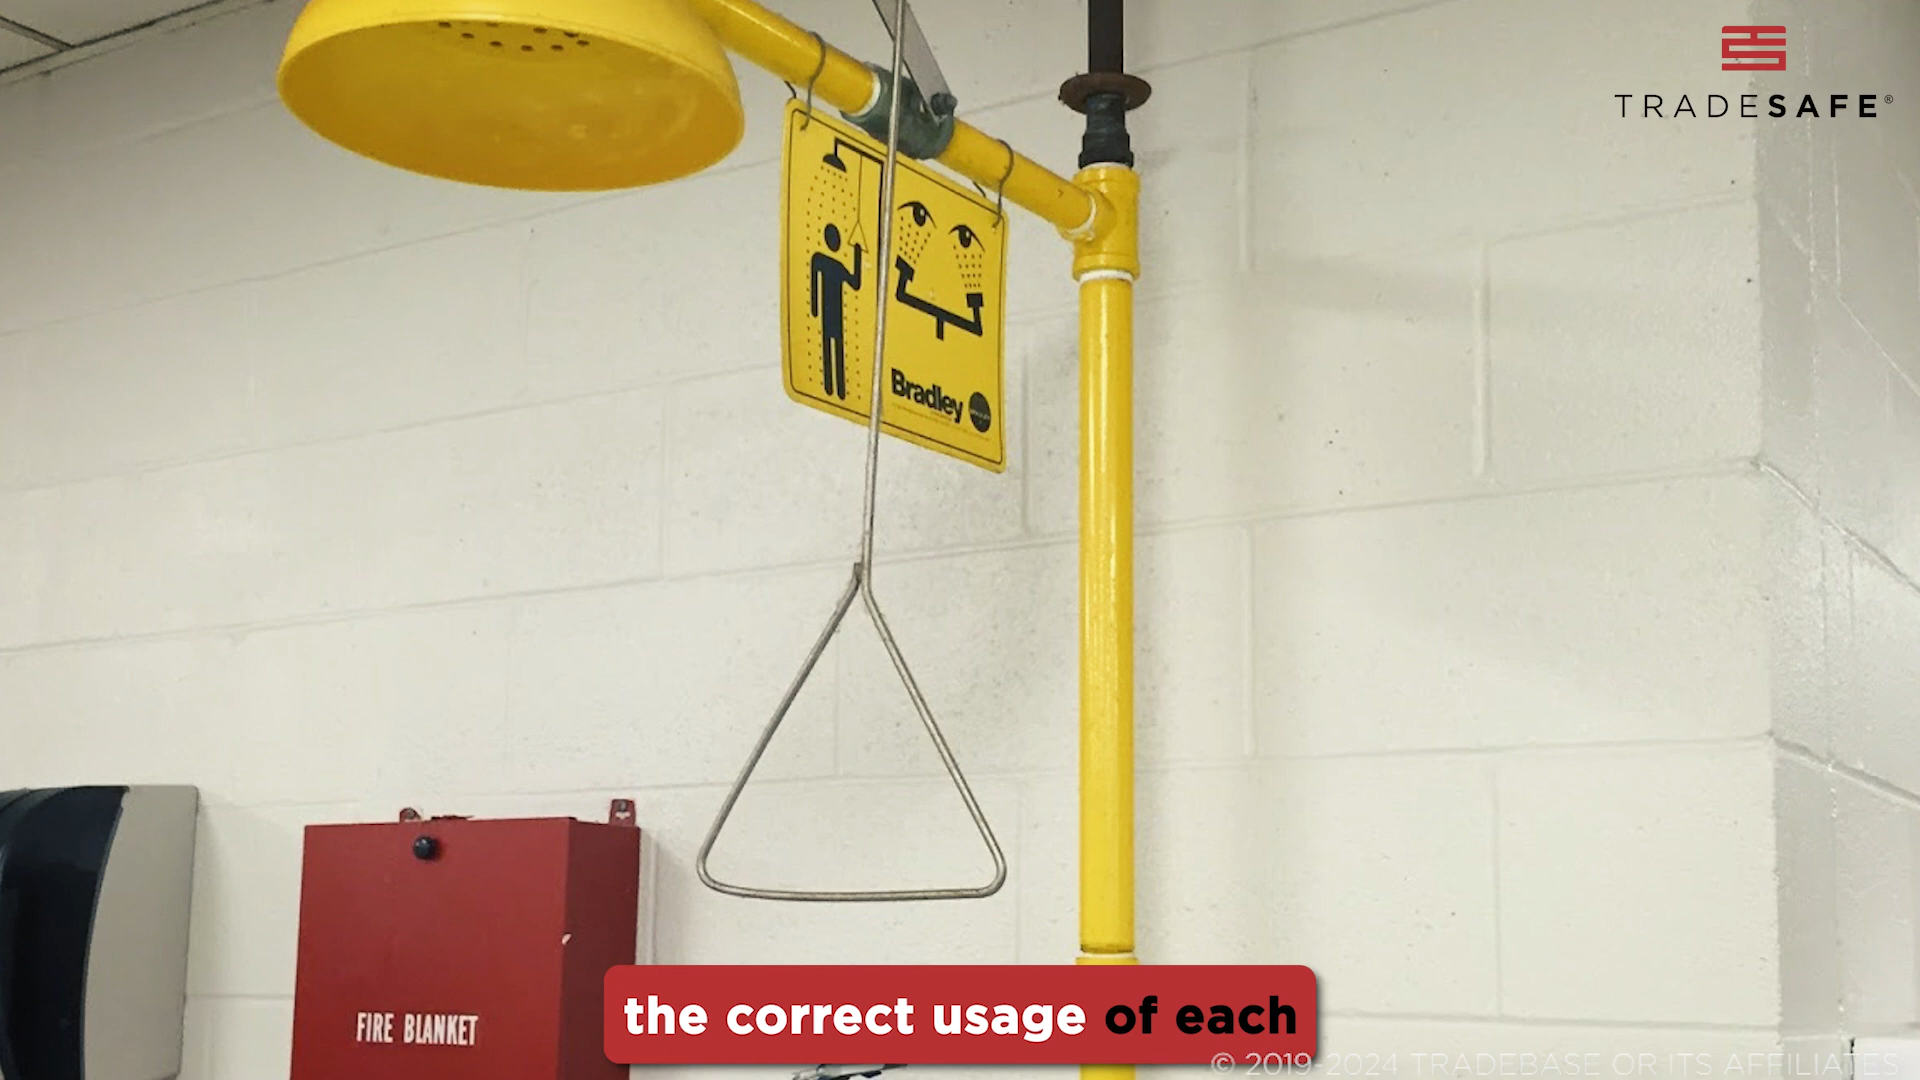 TRADESAFE®
Bradley
FIRE BLANKET
the correct usage of each
© 2019-2024 TRADEBASE OR ITS AFFILIATES